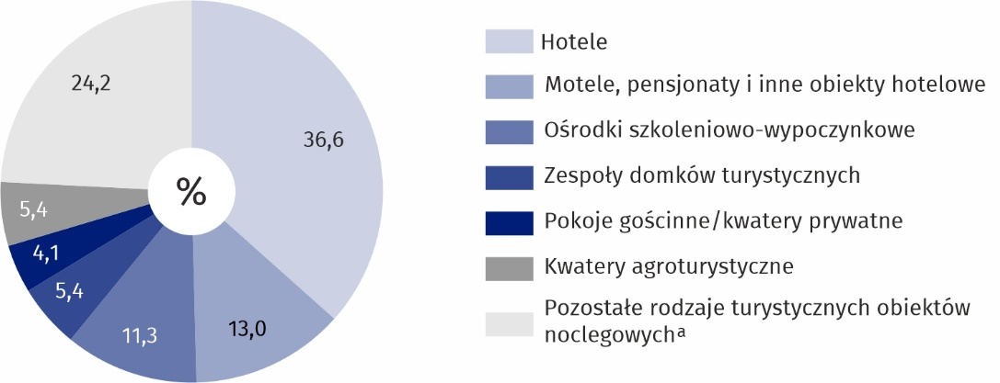 24,2
36,6
%
5,4
4,1
5,4
11,3
13,0
Hotele
Motele, pensjonaty i inne obiekty hotelowe
Ośrodki szkoleniowo-wypoczynkowe
Zespoły domków turystycznych
Pokoje gościnne/kwatery prywatne
Kwatery agroturystyczne
Pozostałe rodzaje turystycznych obiektów
noclegowychᵃ